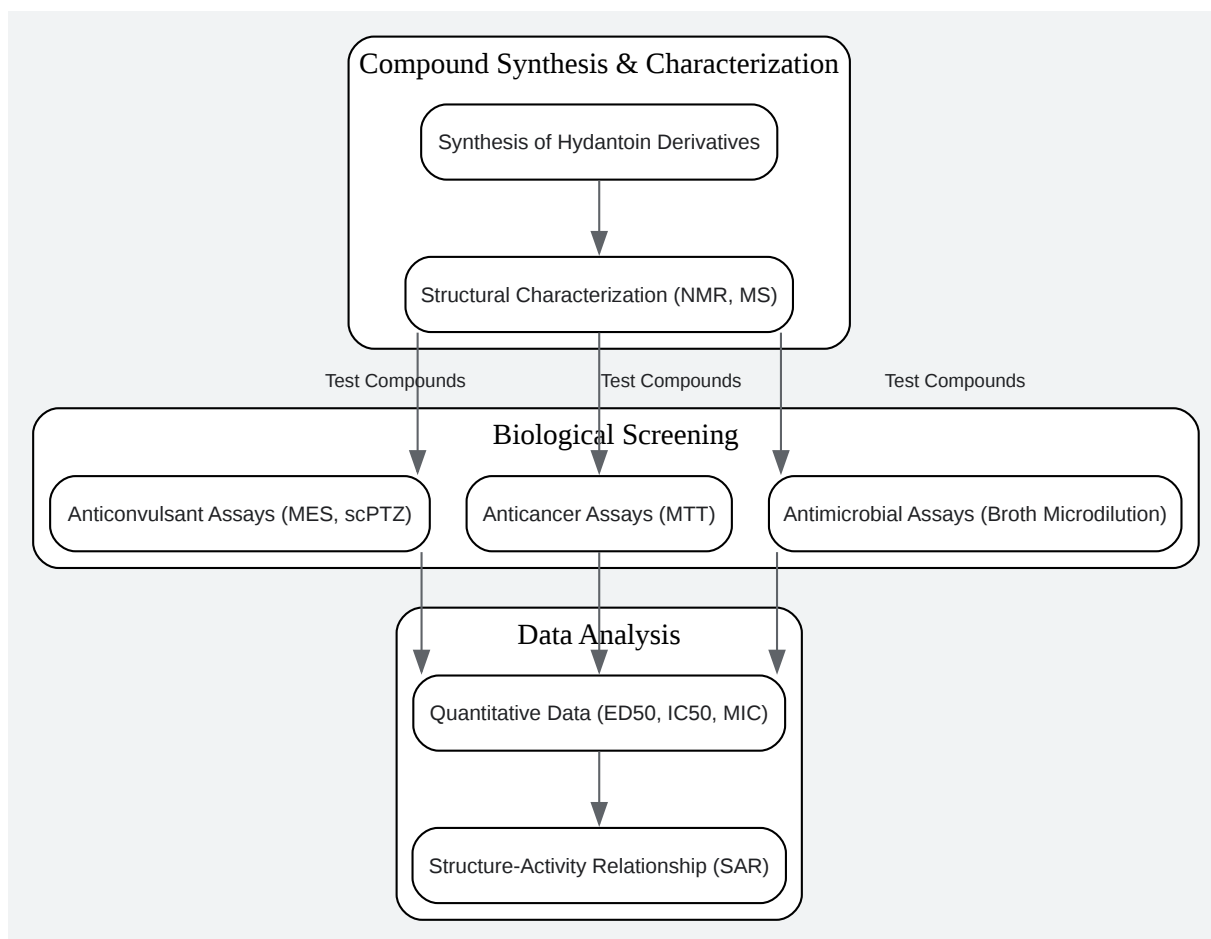 Compound Synthesis & Characterization
Synthesis of Hydantoin Derivatives
Structural Characterization (NMR, MS)
Test Compounds
Test Compounds
Test Compounds
Biological Screening
Anticonvulsant Assays (MES, scPTZ)
Anticancer Assays (MTT)
Antimicrobial Assays (Broth Microdilution)
Data Analysis
Quantitative Data (ED50, IC50, MIC)
Structure-Activity Relationship (SAR)